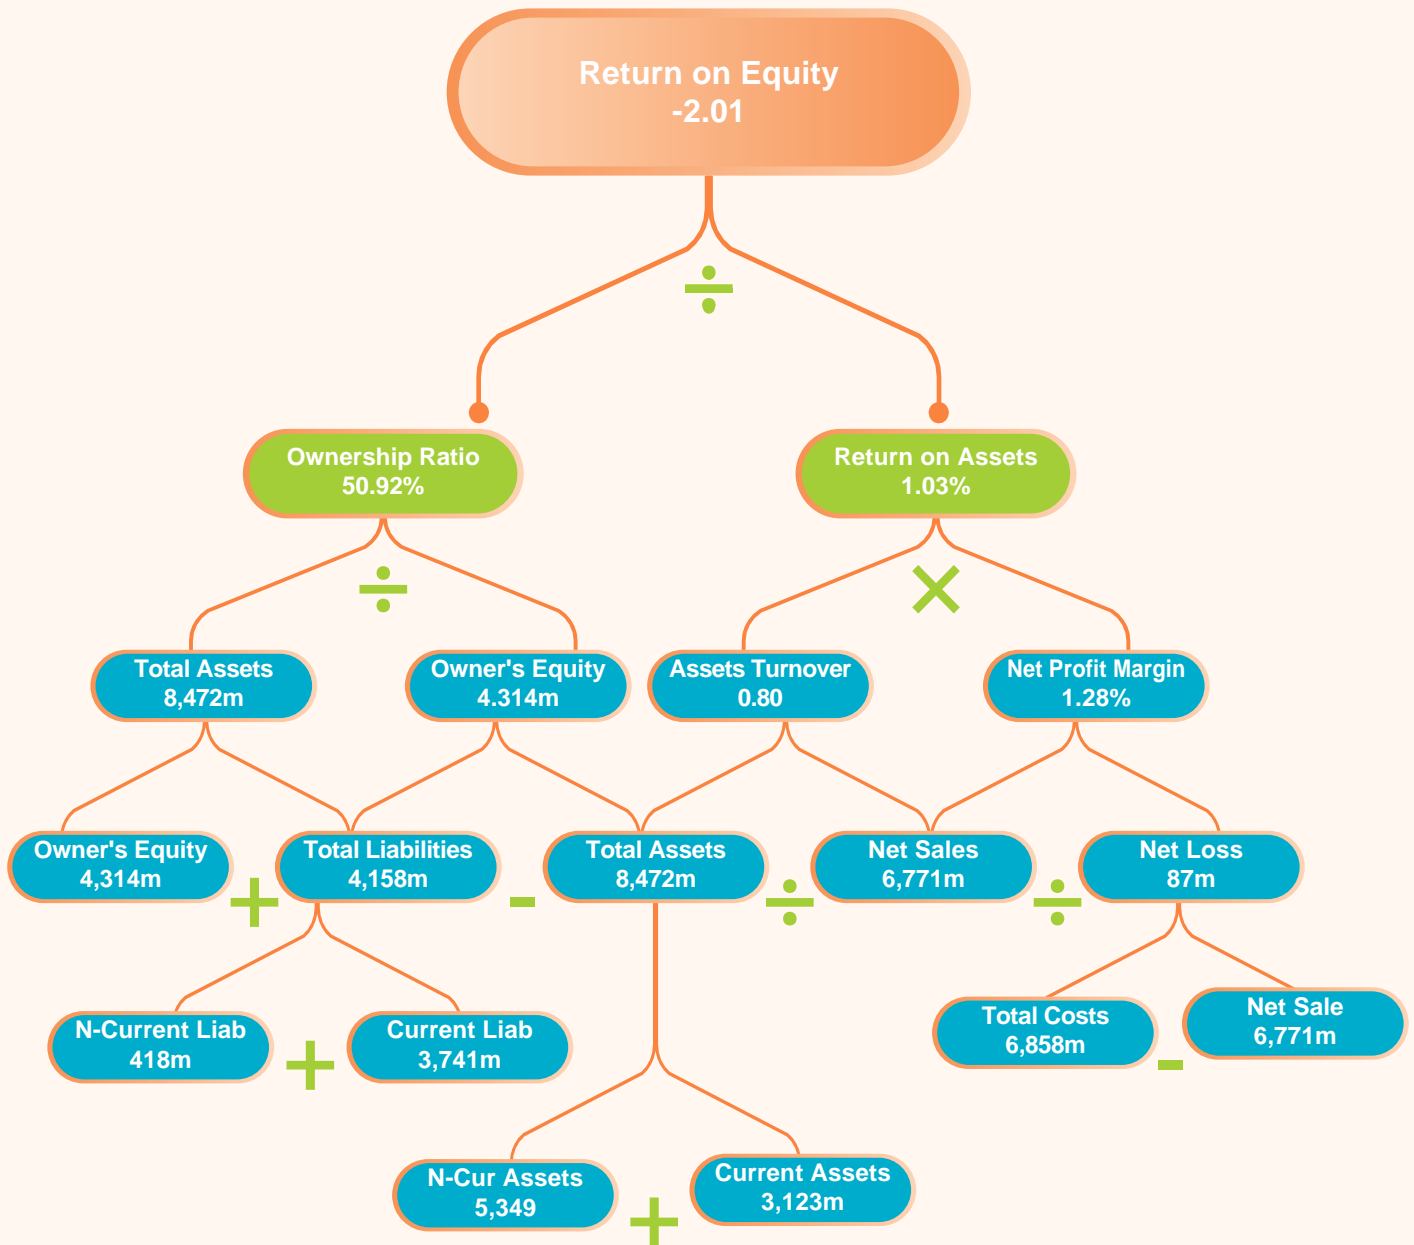 Return on Equity
-2.01
÷
Ownership Ratio
50.92%
Return on Assets
1.03%
÷
×
Total Assets
8,472m
Owner's Equity
4.314m
Assets Turnover
0.80
Net Profit Margin
1.28%
Owner's Equity
4,314m
+
Total Liabilities
4,158m
-
Total Assets
8,472m
÷
Net Sales
6,771m
÷
Net Loss
87m
N-Current Liab
418m
+
Current Liab
3,741m
Total Costs
6,858m
-
Net Sale
6,771m
N-Cur Assets
5,349
+
Current Assets
3,123m